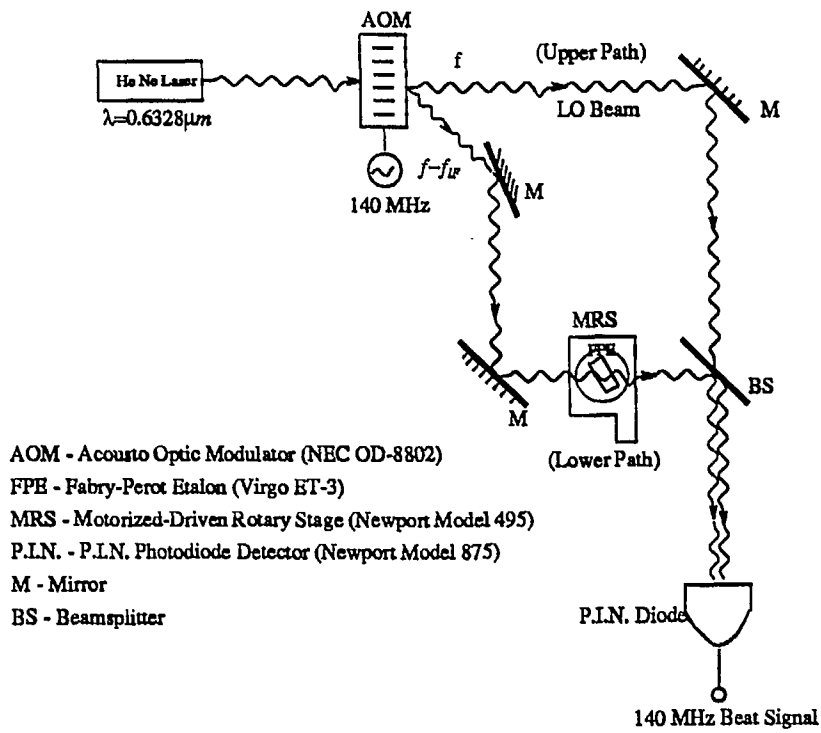 AOM
f
(Upper Path)
He Ne Laser
λ=0.6328μm
LO Beam
M
f-fIF
M
140 MHz
MRS
FPE
BS
M
(Lower Path)
AOM - Acousto Optic Modulator (NEC OD-8802)
FPE - Fabry-Perot Etalon (Virgo ET-3)
MRS - Motorized-Driven Rotary Stage (Newport Model 495)
P.I.N. - P.I.N. Photodiode Detector (Newport Model 875)
M - Mirror
BS - Beamsplitter
P.I.N. Diode
140 MHz Beat Signal